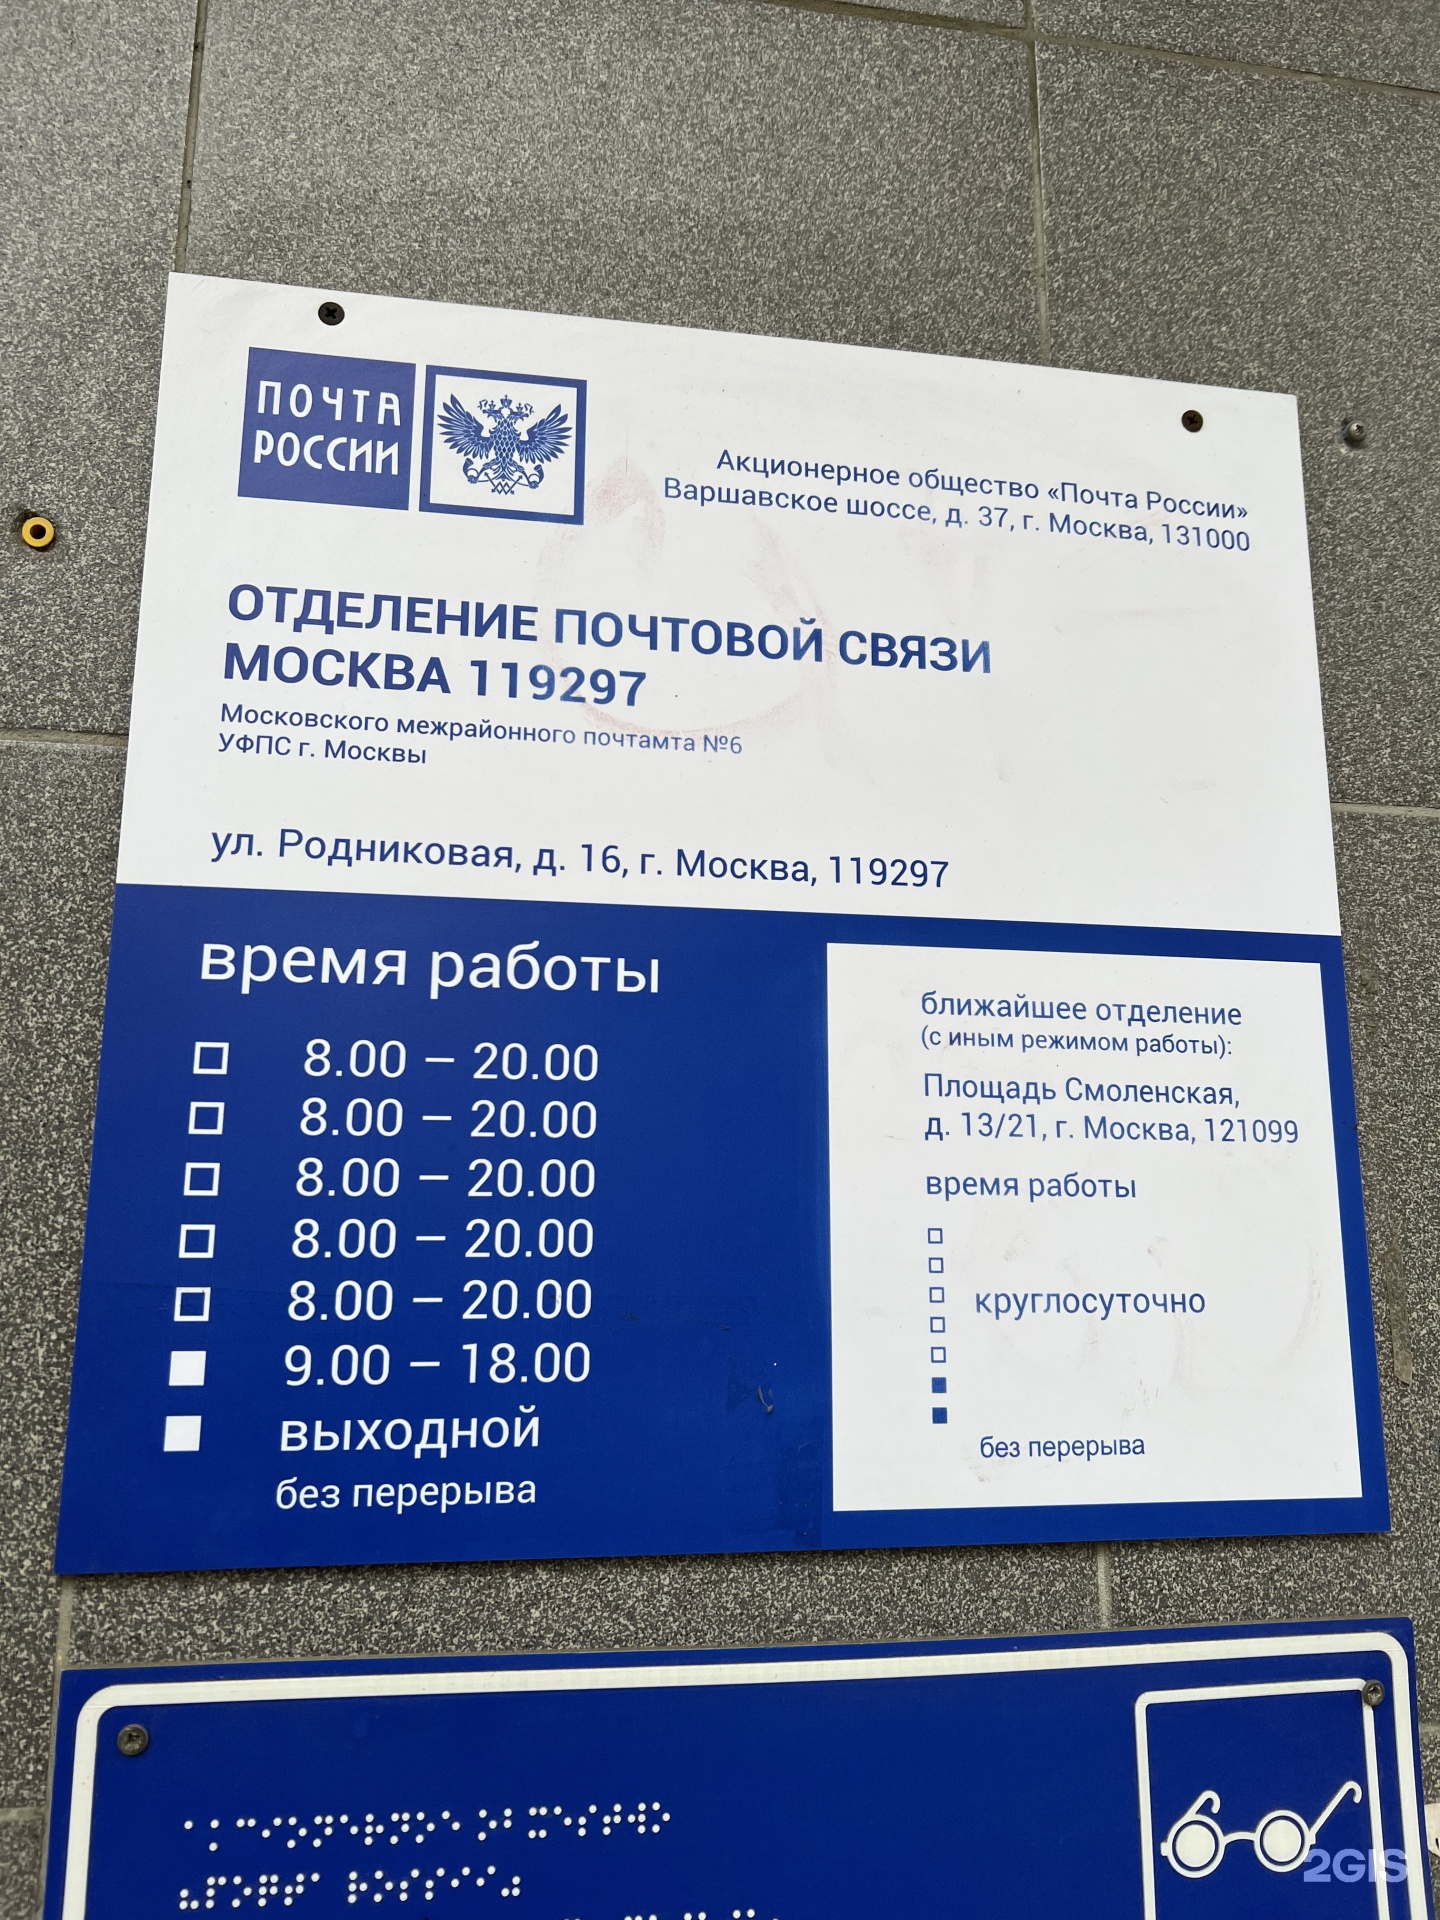 ПОЧТА
РОССИИ
Акционерное общество «Почта России»
Варшавское шоссе, д. 37, г. Москва, 131000
ОТДЕЛЕНИЕ ПОЧТОВОЙ СВЯЗИ
МОСКВА 119297
Московского межрайонного почтамта №6
УФПС г. Москвы
ул. Родниковая, д. 16, г. Москва, 119297
время работы
8.00 – 20.00
8.00 – 20.00
8.00 – 20.00
8.00 – 20.00
8.00 – 20.00
9.00 – 18.00
выходной
без перерыва
ближайшее отделение
(с иным режимом работы):
Площадь Смоленская,
д. 13/21, г. Москва, 121099
время работы
круглосуточно
без перерыва
2GIS